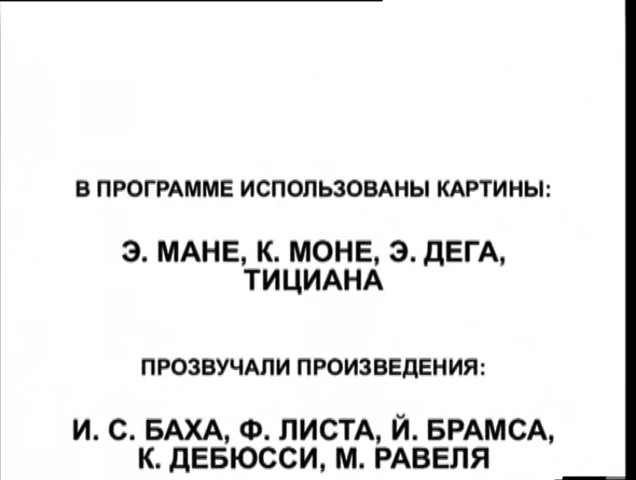 В ПРОГРАММЕ ИСПОЛЬЗОВАНЫ КАРТИНЫ:
Э. МАНЕ, К. МОНЕ, Э. ДЕГА,
ТИЦИАНА
ПРОЗВУЧАЛИ ПРОИЗВЕДЕНИЯ:
И. С. БАХА, Ф. ЛИСТА, Й. БРАМСА,
К. ДЕБЮССИ, М. РАВЕЛЯ